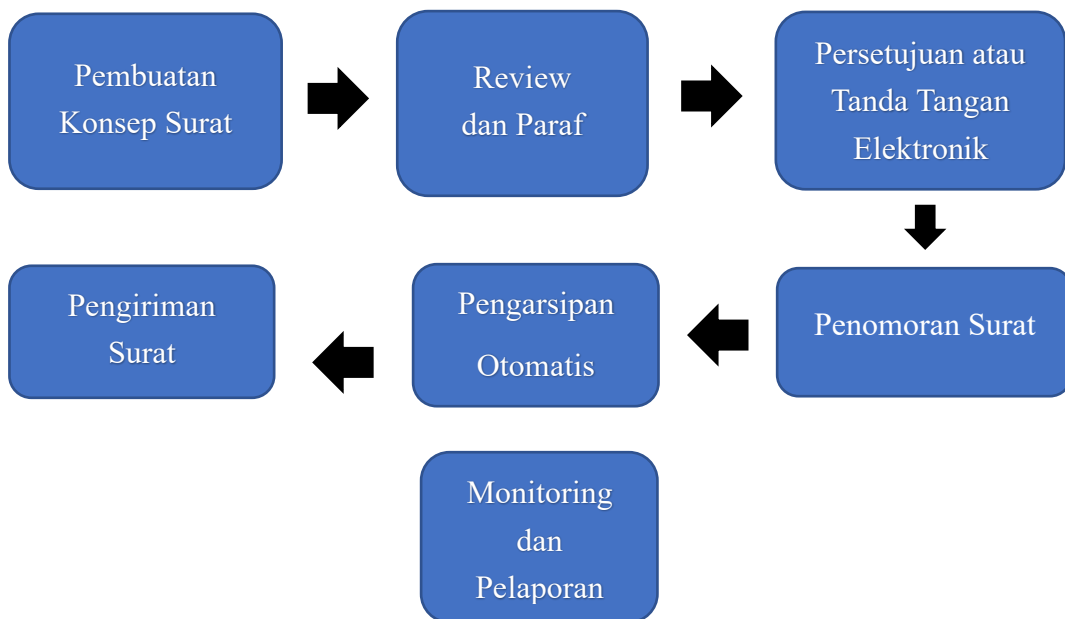 Pembuatan
Konsep Surat
Review
dan Paraf
Persetujuan atau
Tanda Tangan
Elektronik
Penomoran Surat
Pengarsipan
Otomatis
Pengiriman
Surat
Monitoring
dan
Pelaporan